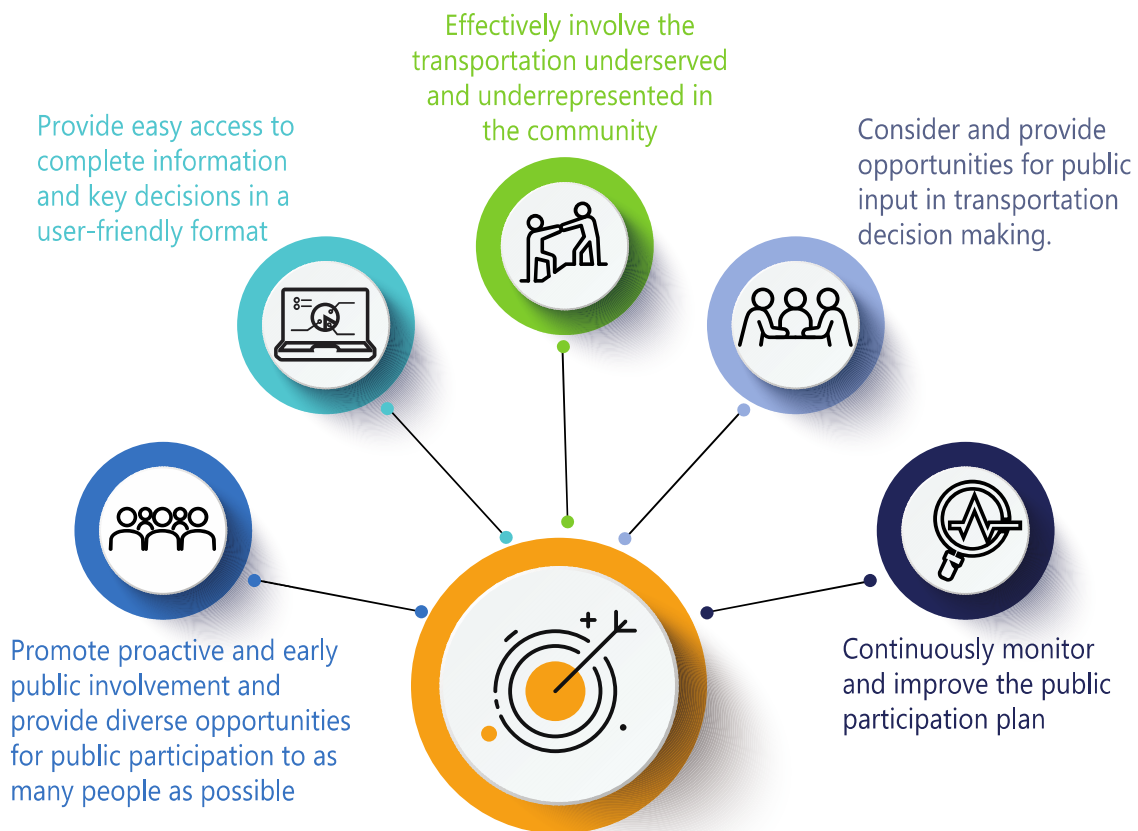 Effectively involve the
transportation underserved
and underrepresented in
the community
Provide easy access to
complete information
and key decisions in a
user-friendly format
Consider and provide
opportunities for public
input in transportation
decision making.
Promote proactive and early
public involvement and
provide diverse opportunities
for public participation to as
many people as possible
Continuously monitor
and improve the public
participation plan